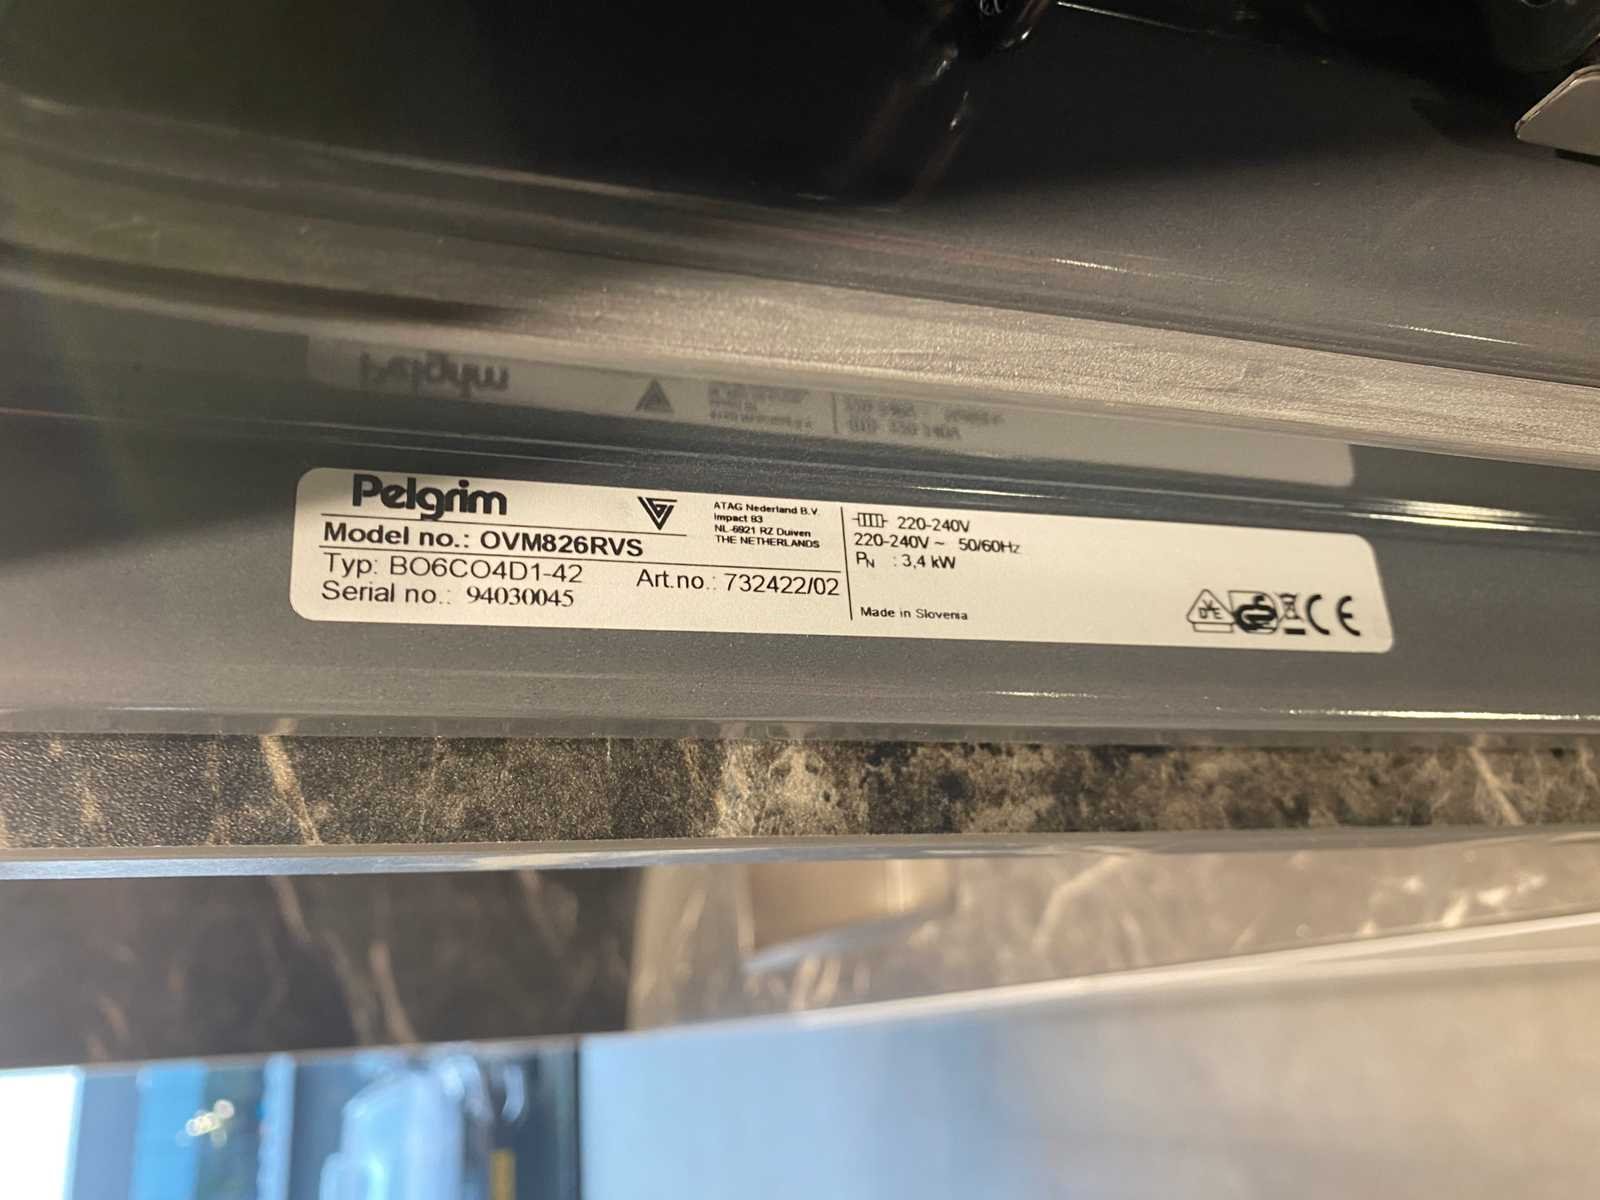 Pelgrim
Model no.: OVM826RVS
Typ: BO6CO4D1-42
Art.no.: 732422/02
Serial no.: 94030045
ATAG Nederland B.V
Impact 83
NL-6921 RZ Duiven
THE NETHERLANDS
220-240V
220-240V ~ 50/60Hz
PN : 3,4 kW
Made in Slovenia
CE